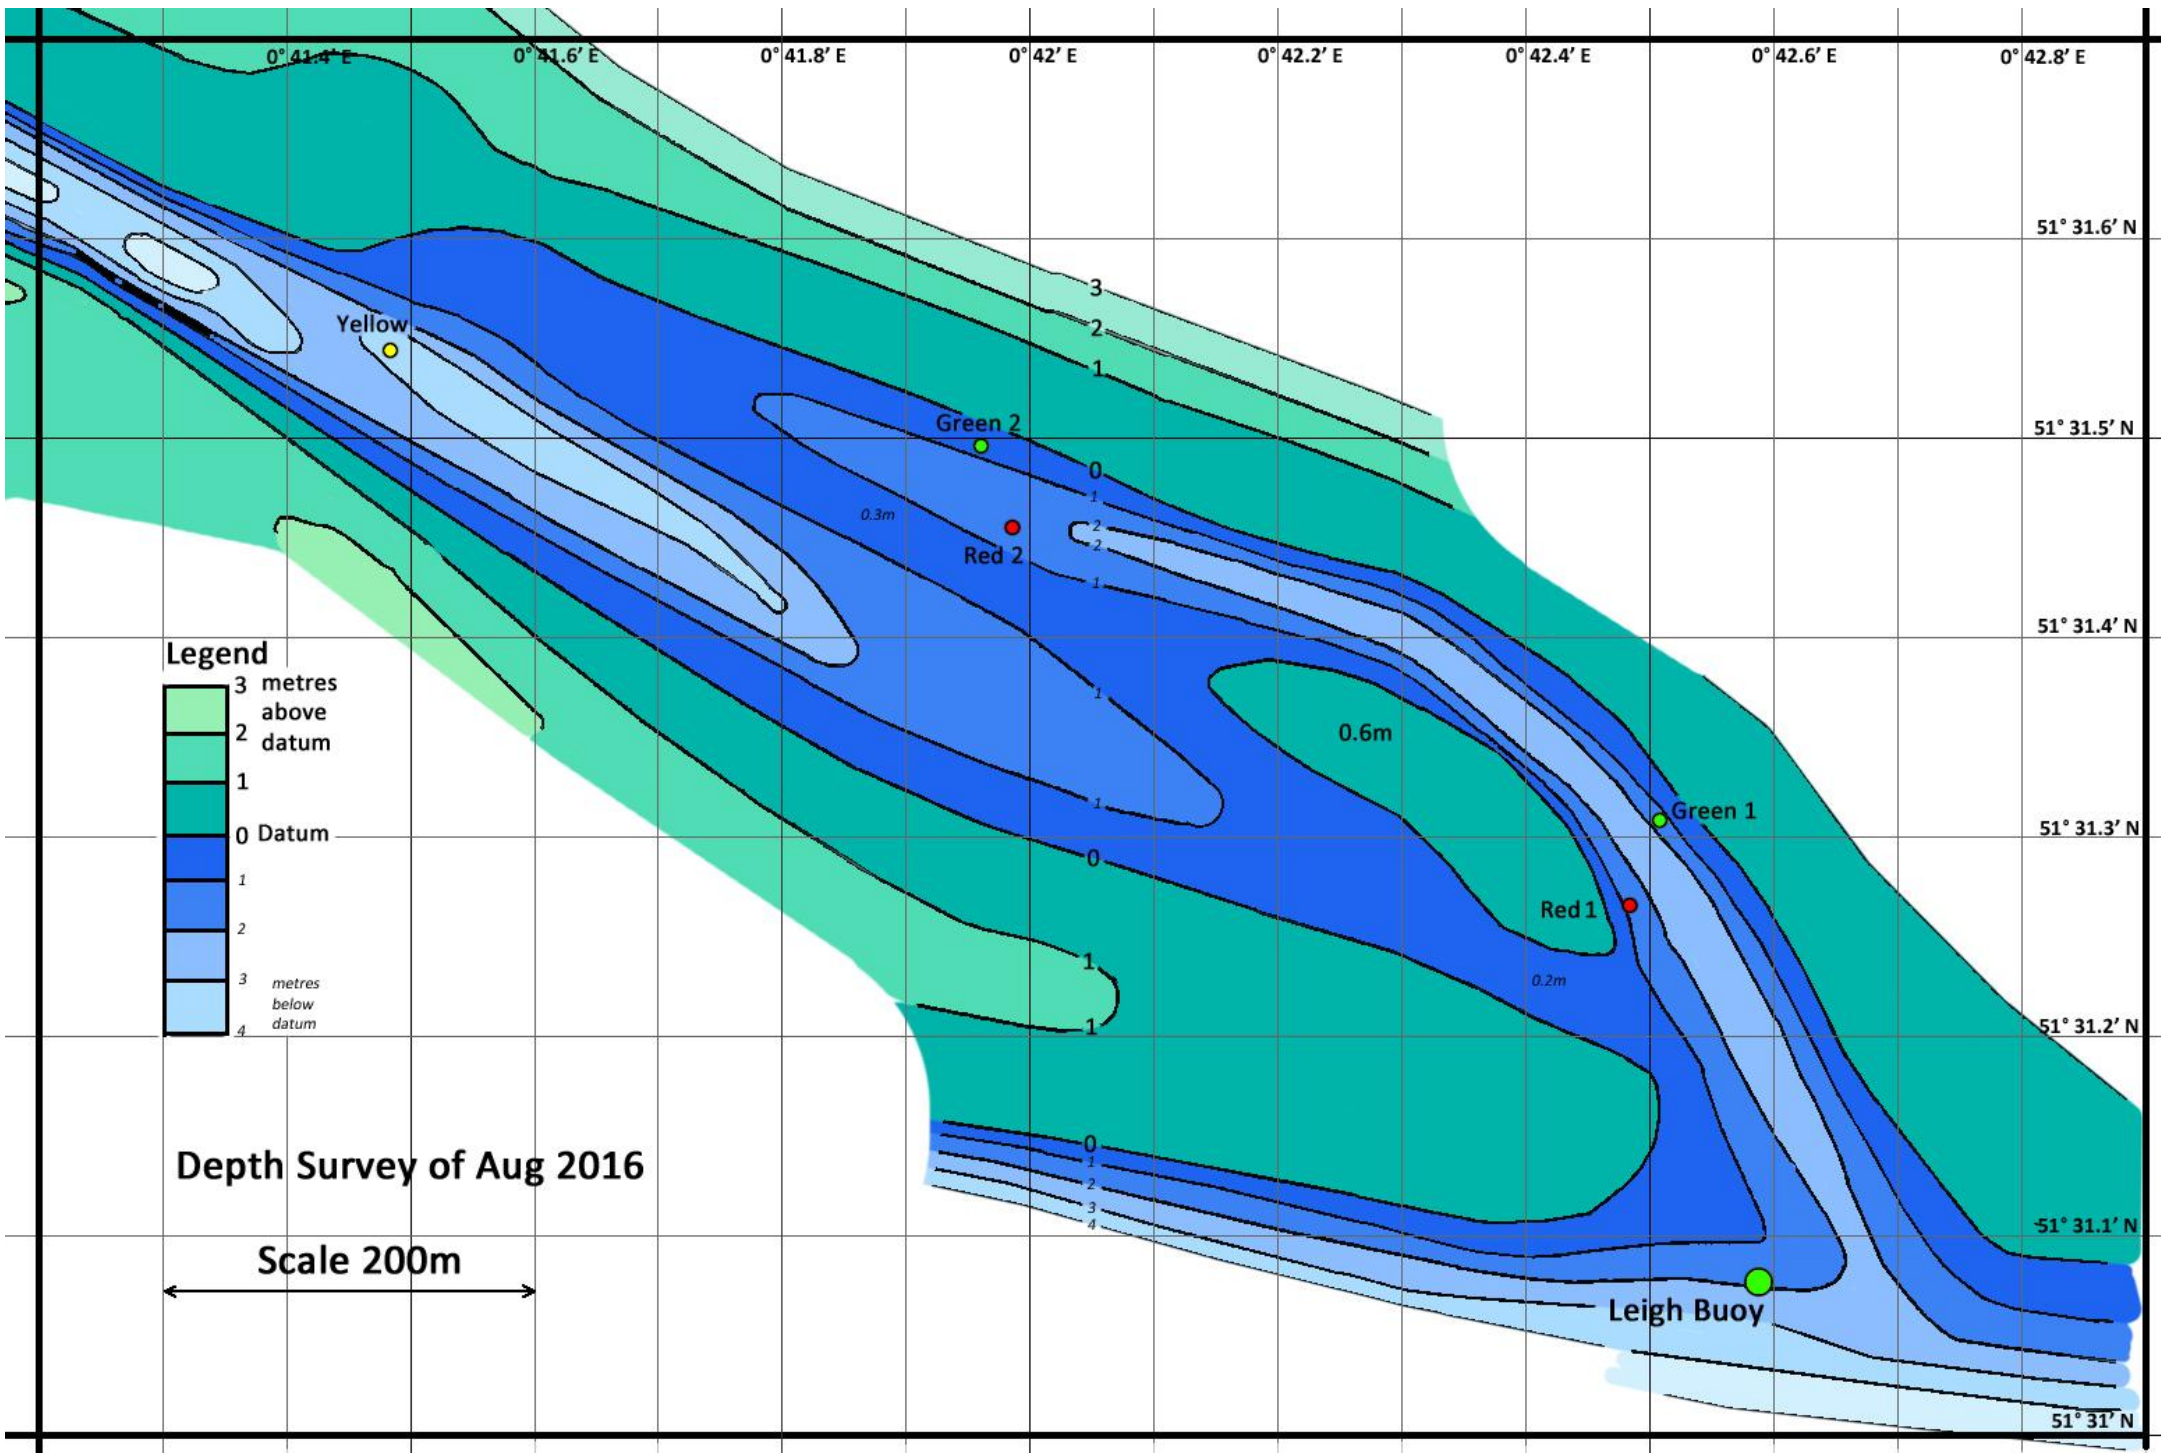 0° 41.4' E
0° 41.6' E
0° 41.8' E
0° 42' E
0° 42.2' E
0° 42.4' E
0° 42.6' E
0° 42.8' E
51° 31.6' N
3
Yellow
2
1
Green 2
51° 31.5' N
0
1
0.3m
2
2
Red 2
1
51° 31.4' N
Legend
3 metres
above
2 datum
1
0 Datum
1
2
3 metres
below
4 datum
1
0.6m
1
Green 1
51° 31.3' N
0
Red 1
1
0.2m
1
51° 31.2' N
0
1
2
3
4
Depth Survey of Aug 2016
51° 31.1' N
Scale 200m
Leigh Buoy
51° 31' N